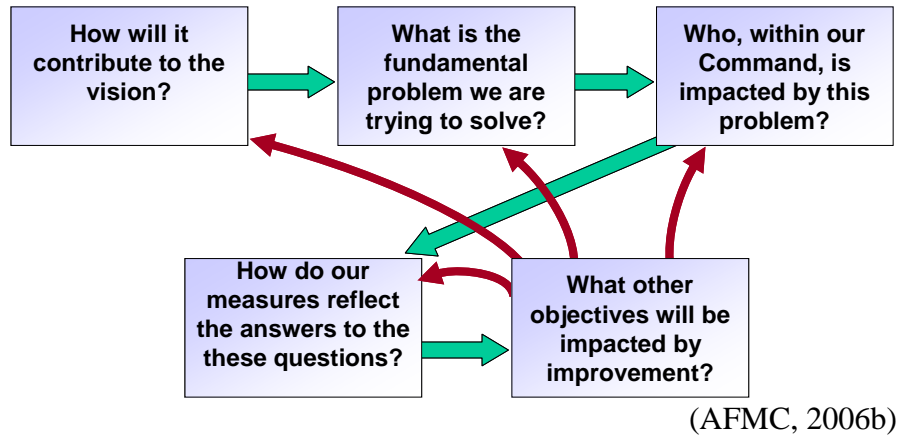 How will it
contribute to the
vision?
What is the
fundamental
problem we are
trying to solve?
Who, within our
Command, is
impacted by this
problem?
How do our
measures reflect
the answers to the
these questions?
What other
objectives will be
impacted by
improvement?
(AFMC, 2006b)